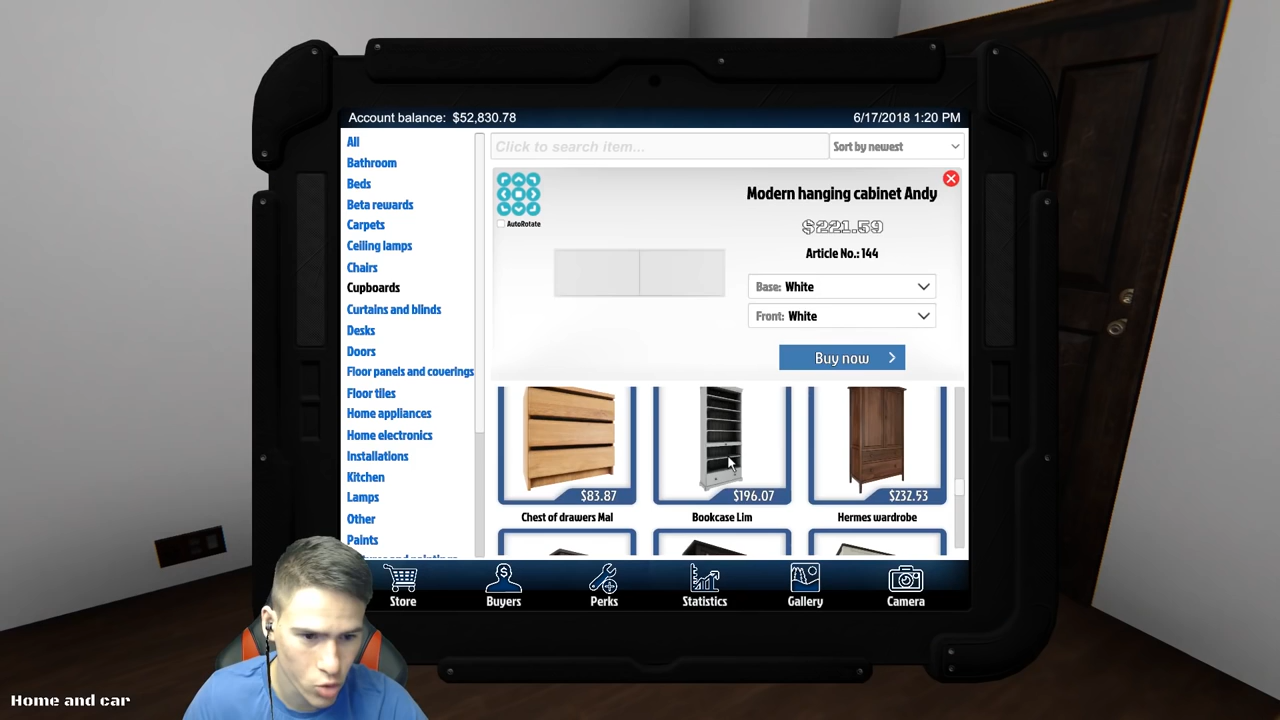 Account balance: $52,830.78
6/17/2018 1:20 PM
All
Bathroom
Beds
Beta rewards
Carpets
Ceiling lamps
Chairs
Cupboards
Curtains and blinds
Desks
Doors
Floor panels and coverings
Floor tiles
Home appliances
Home electronics
Installations
Kitchen
Lamps
Other
Paints
Click to search item...
Sort by newest
AutoRotate
Modern hanging cabinet Andy
$221.59
Article No.: 144
Base: White
Front: White
Buy now
$83.87
$196.07
$232.53
Chest of drawers Mal
Bookcase Lim
Hermes wardrobe
Store
Buyers
Perks
Statistics
Gallery
Camera
Home and car